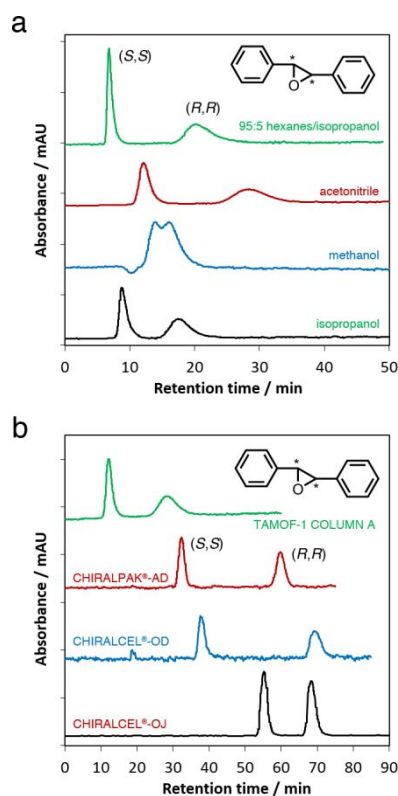 a
(S,S)
(R,R)
*
*
O
95:5 hexanes/isopropanol
acetonitrile
methanol
isopropanol
Absorbance / mAU
0 10 20 30 40 50
Retention time / min
b
*
*
O
TAMOF-1 COLUMN A
(S,S)
(R,R)
CHIRALPAK®-AD
CHIRALCEL®-OD
CHIRALCEL®-OJ
Absorbance / mAU
0 10 20 30 40 50 60 70 80 90
Retention time / min